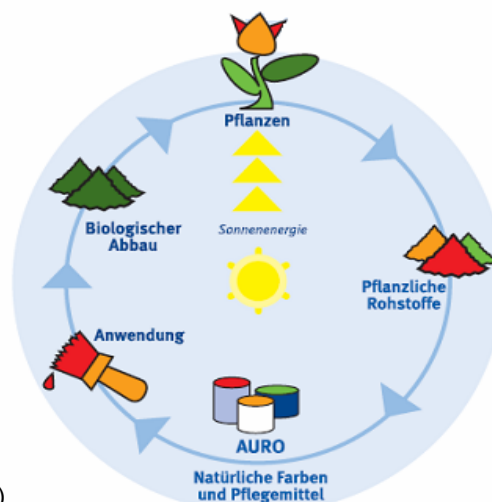 Pflanzen
Sonnenenergie
Pflanzliche
Rohstoffe
AURO
Natürliche Farben
und Pflegemittel
Anwendung
Biologischer
Abbau
)